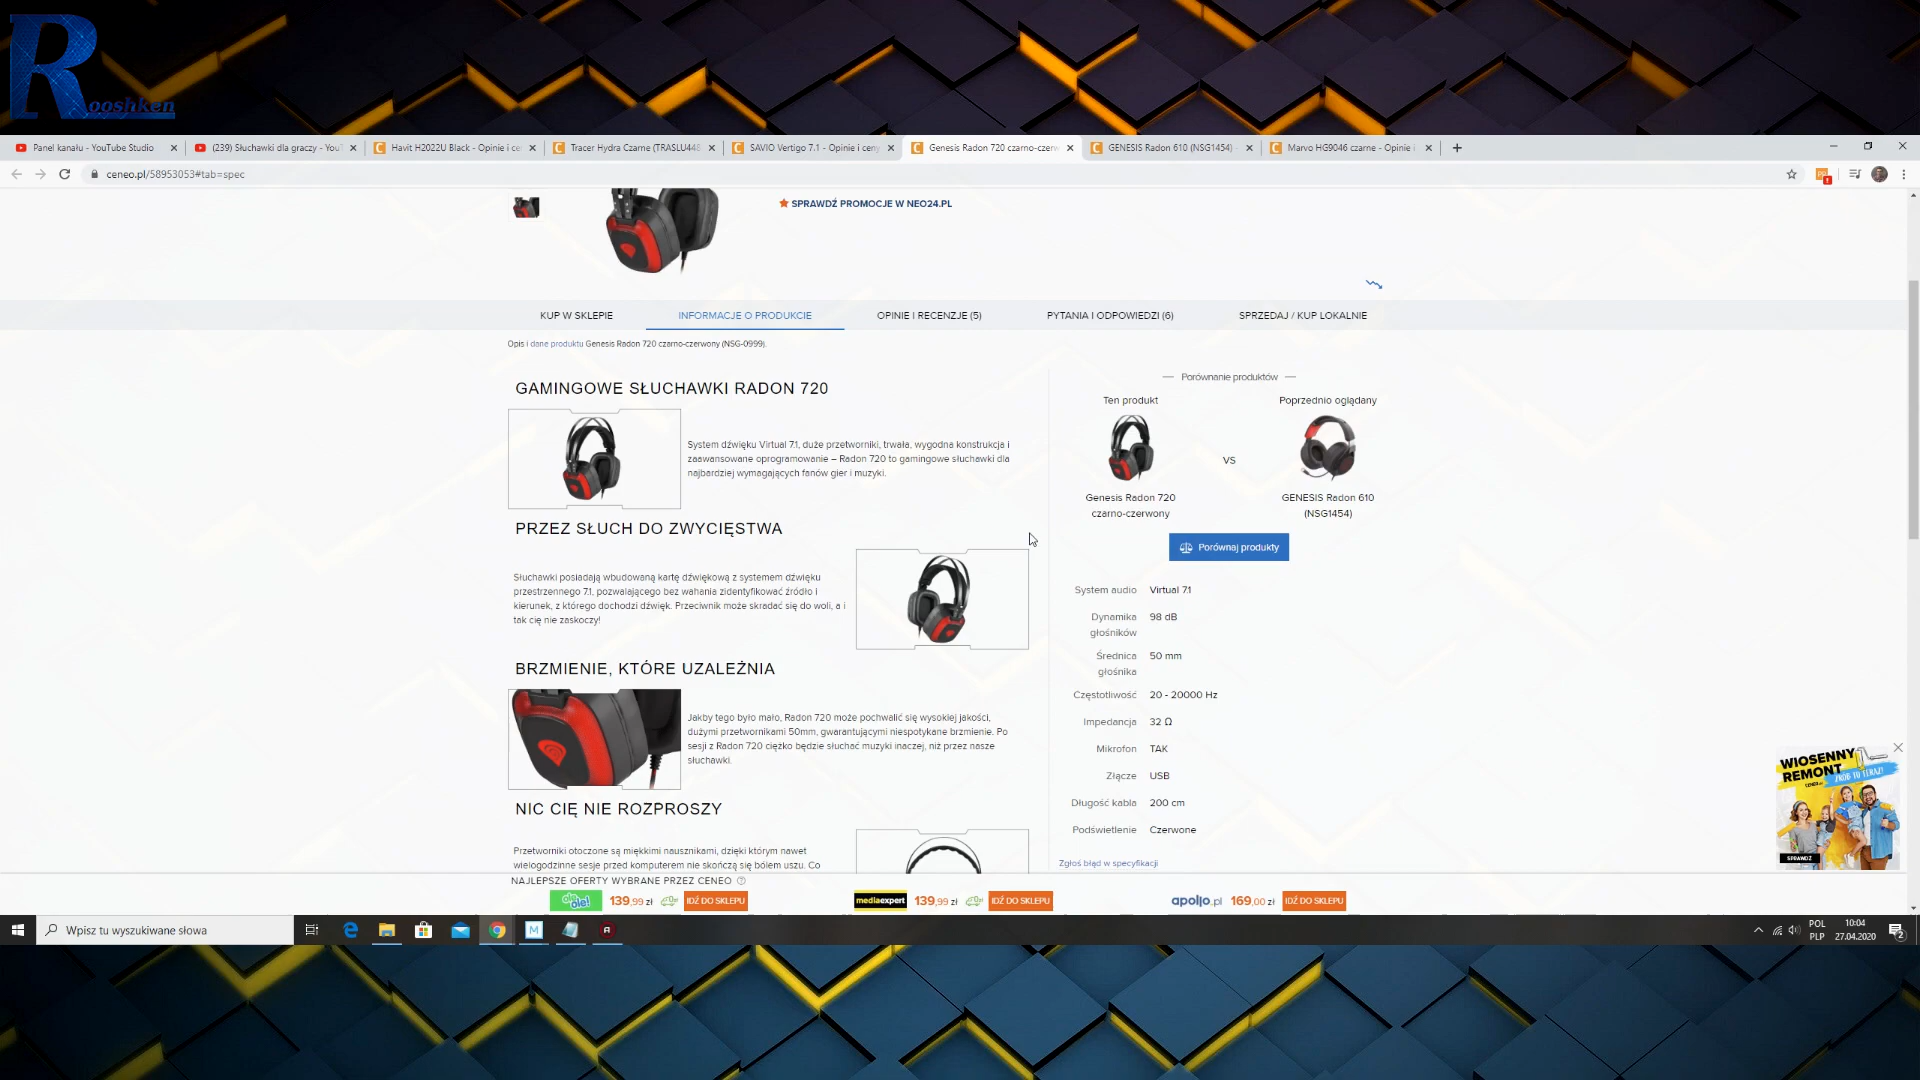 Rooshken
Panel kanału - YouTube Studio
(239) Słuchawki dla graczy - You
Havit H2022U Black - Opinie i ce
Tracer Hydra Czarne (TRASLU448
SAVIO Vertigo 7.1 - Opinie i ceny
Genesis Radon 720 czarno-czerw
GENESIS Radon 610 (NSG1454) -
Marvo HG9046 czarne - Opinie i
ceneo.pl/58953053#tab=spec
SPRAWDŹ PROMOCJE W NEO24.PL
KUP W SKLEPIE
INFORMACJE O PRODUKCIE
OPINIE I RECENZJE (5)
PYTANIA I ODPOWIEDZI (6)
SPRZEDAJ / KUP LOKALNIE
Opis i dane produktu Genesis Radon 720 czarno-czerwony (NSG-0999).
GAMINGOWE SŁUCHAWKI RADON 720
System dźwięku Virtual 7.1, duże przetworniki, trwała, wygodna konstrukcja i
zaawansowane oprogramowanie – Radon 720 to gamingowe słuchawki dla
najbardziej wymagających fanów gier i muzyki.
PRZEZ SŁUCH DO ZWYCIĘSTWA
Słuchawki posiadają wbudowaną kartę dźwiękową z systemem dźwięku
przestrzennego 7.1, pozwalającego bez wahania zidentyfikować źródło i
kierunek, z którego dochodzi dźwięk. Przeciwnik może skradać się do woli, a i
tak cię nie zaskoczy!
BRZMIENIE, KTÓRE UZALEŻNIA
Jakby tego było mało, Radon 720 może pochwalić się wysokiej jakości,
dużymi przetwornikami 50mm, gwarantującymi niespotykane brzmienie. Po
sesji z Radon 720 ciężko będzie słuchać muzyki inaczej, niż przez nasze
słuchawki.
NIC CIĘ NIE ROZPROSZY
Przetworniki otoczone są miękkimi nausznikami, dzięki którym nawet
wielogodzinne sesje przed komputerem nie skończą się bólem uszu. Co
Porównanie produktów
Ten produkt
Poprzednio oglądany
VS
Genesis Radon 720
czarno-czerwony
GENESIS Radon 610
(NSG1454)
Porównaj produkty
System audio Virtual 7.1
Dynamika głośników 98 dB
Średnica głośnika 50 mm
Częstotliwość 20 - 20000 Hz
Impedancja 32 Ω
Mikrofon TAK
Złącze USB
Długość kabla 200 cm
Podświetlenie Czerwone
Zgłoś błąd w specyfikacji
WIOSENNY
REMONT
ZRÓB TO TERAZ!
SPRAWDŹ
NAJLEPSZE OFERTY WYBRANE PRZEZ CENEO
oleole! 139,99 zł IDŹ DO SKLEPU
mediaexpert 139,99 zł IDŹ DO SKLEPU
apollo.pl 169,00 zł IDŹ DO SKLEPU
Wpisz tu wyszukiwane słowa
POL
PLP
10:04
27.04.2020
2